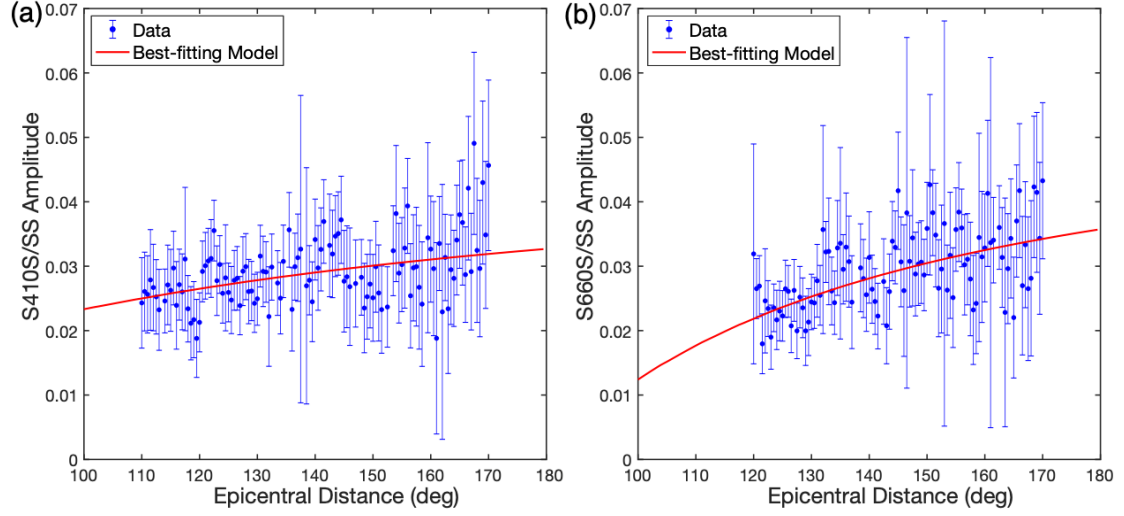 (a)
Data
Best-fitting Model
S410S/SS Amplitude
0.07
0.06
0.05
0.04
0.03
0.02
0.01
0
100 110 120 130 140 150 160 170 180
Epicentral Distance (deg)
(b)
Data
Best-fitting Model
S660S/SS Amplitude
0.07
0.06
0.05
0.04
0.03
0.02
0.01
0
100 110 120 130 140 150 160 170 180
Epicentral Distance (deg)